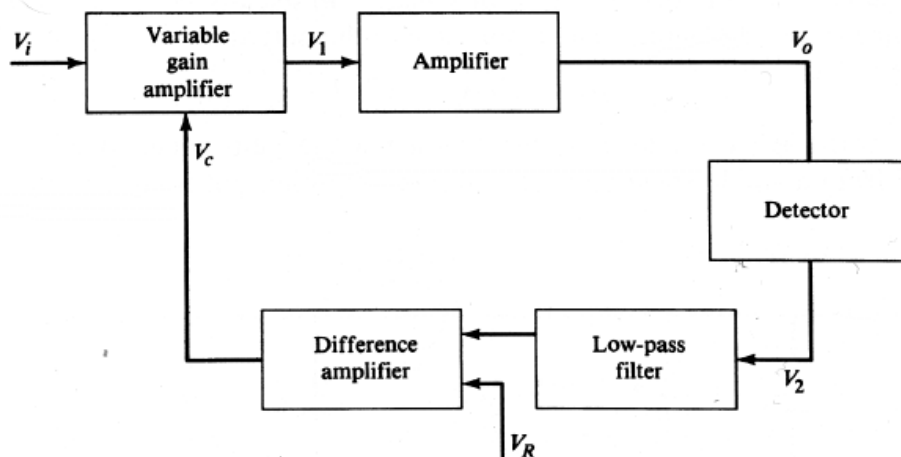 V_i
Variable
gain
amplifier
V_1
Amplifier
V_o
V_c
Detector
Difference
amplifier
Low-pass
filter
V_2
V_R